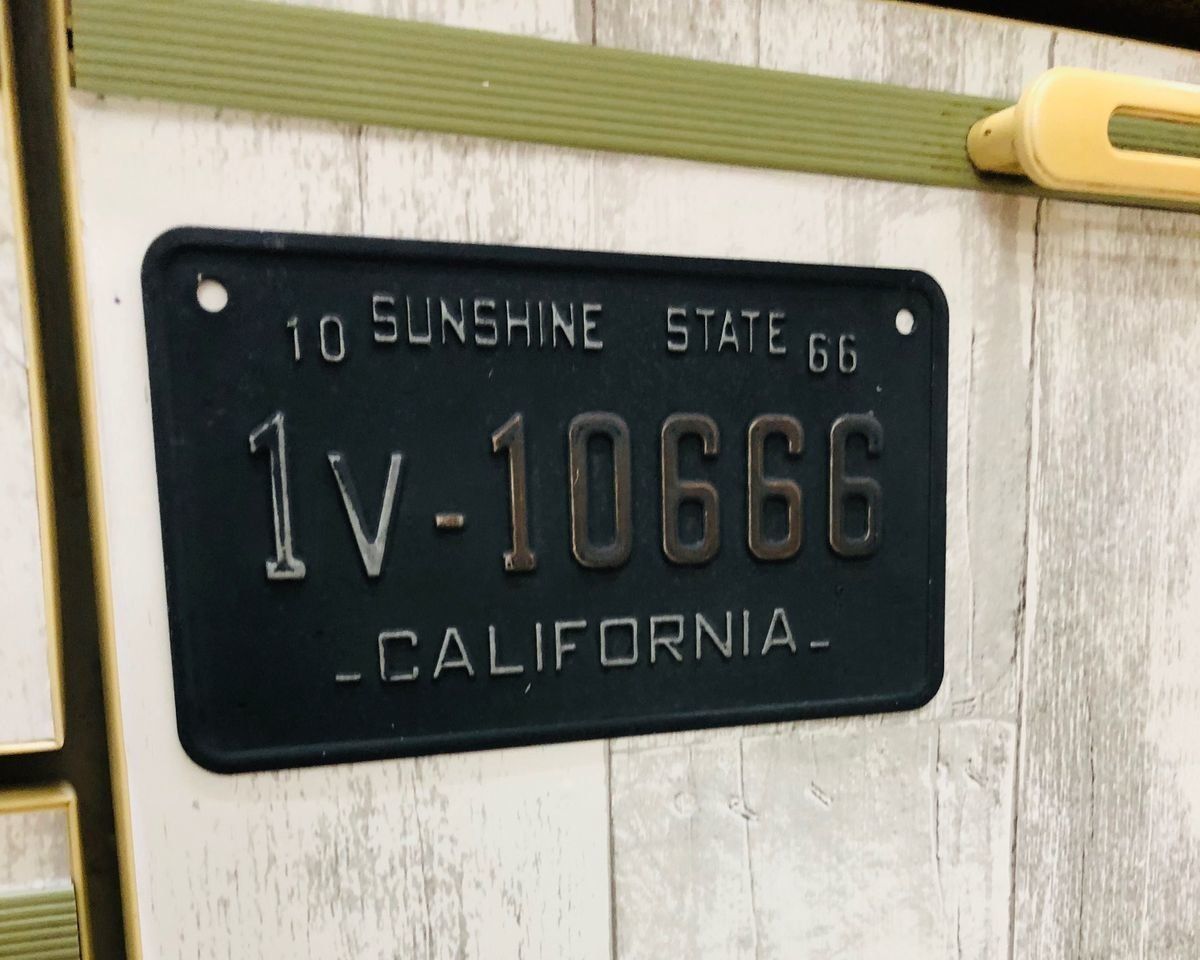 10 SUNSHINE STATE 66
1V-10666
-CALIFORNIA-